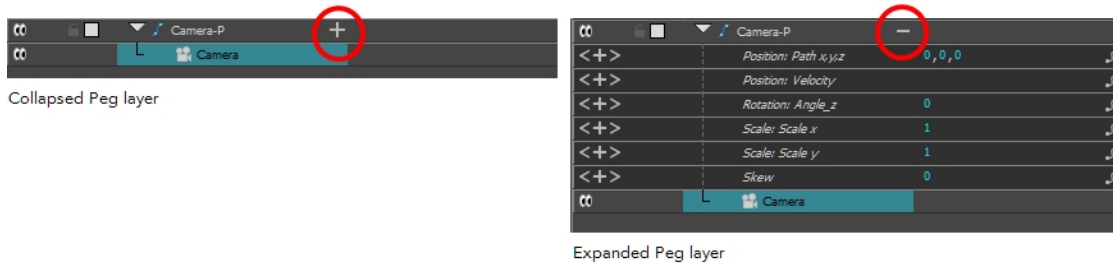 Camera-P
Camera
Collapsed Peg layer
Camera-P
<+> Position: Path x,y,z 0,0,0
<+> Position: Velocity
<+> Rotation: Angle_z 0
<+> Scale: Scale x 1
<+> Scale: Scale y 1
<+> Skew 0
Camera
Expanded Peg layer